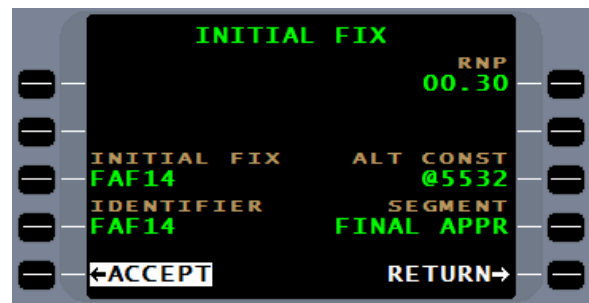 INITIAL FIX
RNP
00.30
INITIAL FIX ALT CONST
FAF14 @5532
IDENTIFIER SEGMENT
FAF14 FINAL APPR
←ACCEPT RETURN→